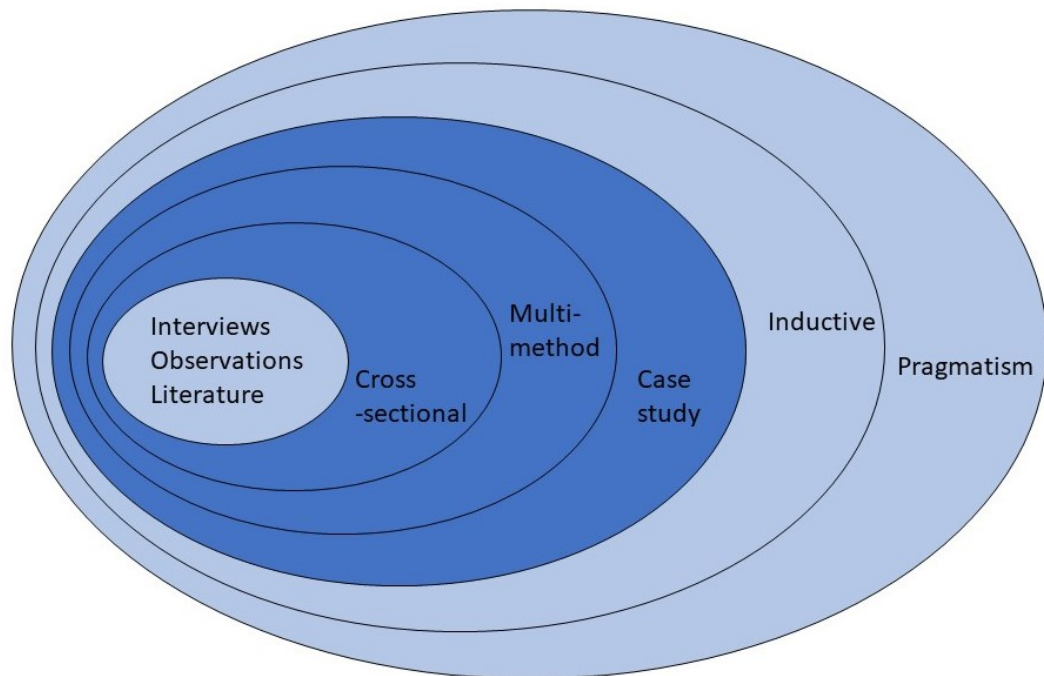 Interviews
Observations
Literature
Cross
-sectional
Multi-
method
Case
study
Inductive
Pragmatism